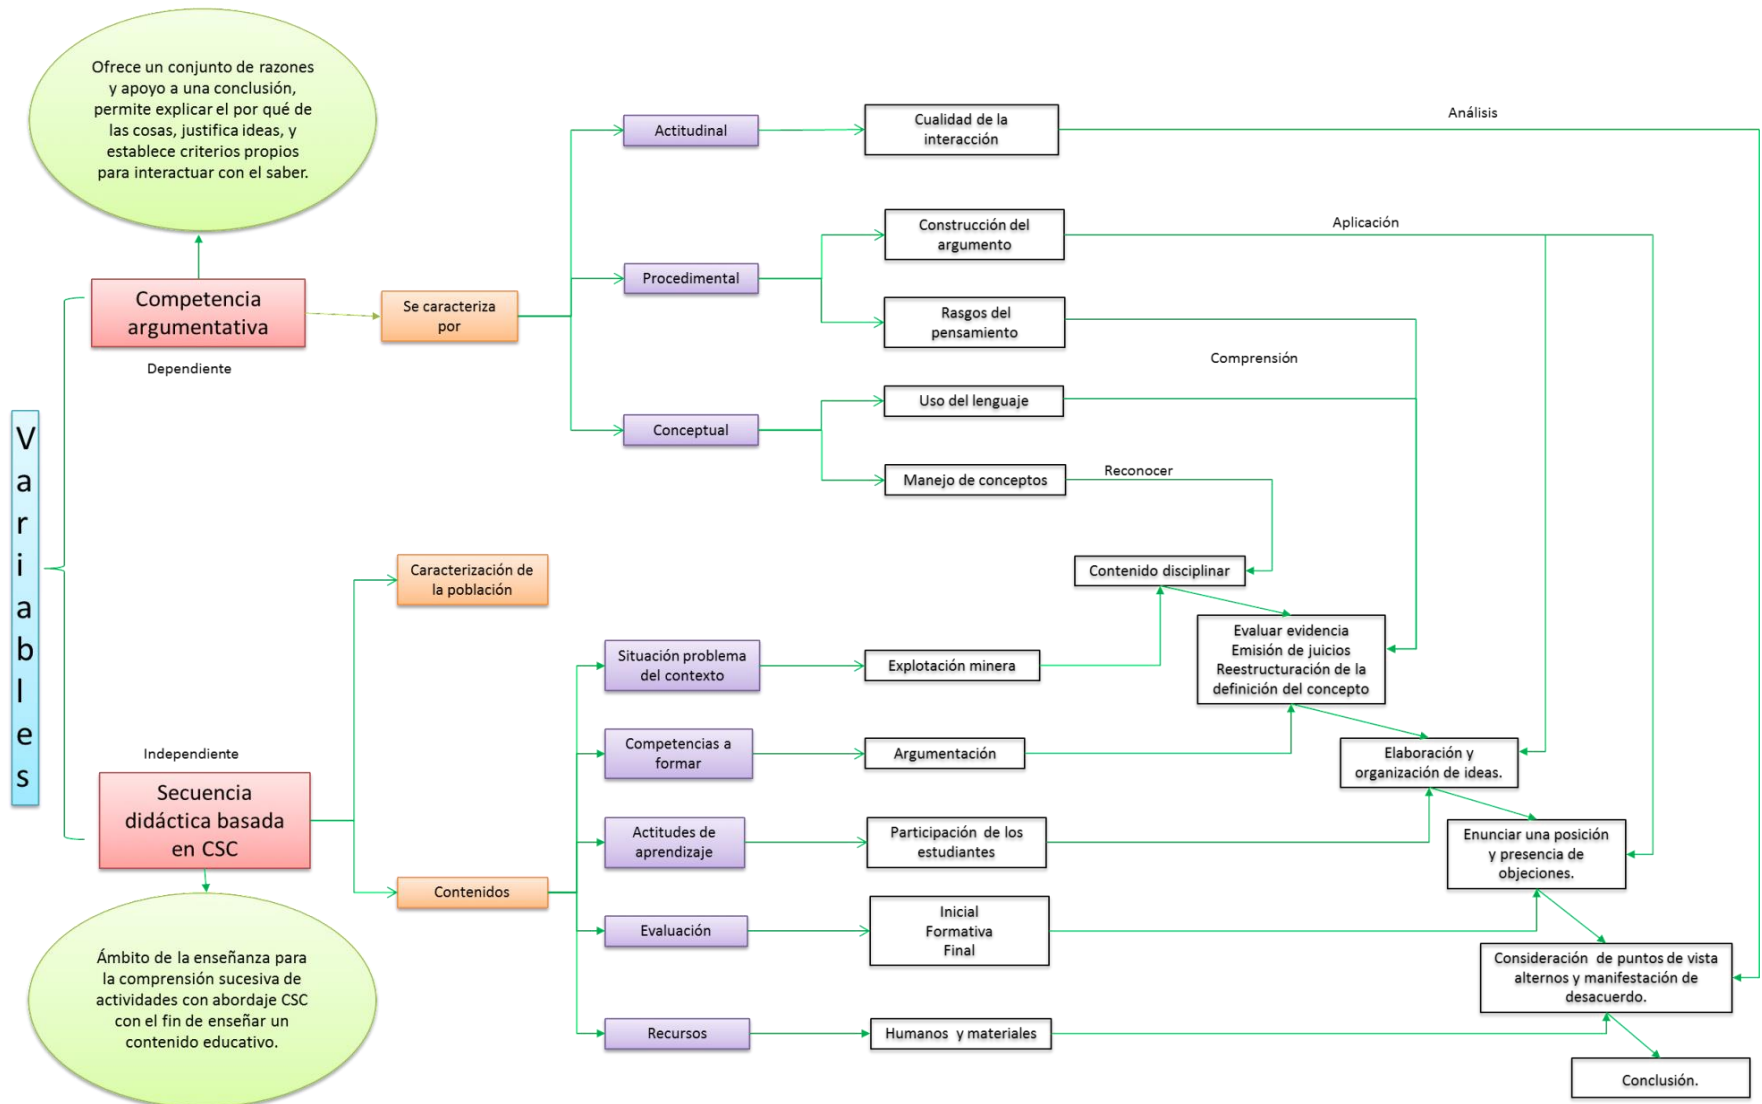 Variables
Ofrece un conjunto de razones
y apoyo a una conclusión,
permite explicar el por qué de
las cosas, justifica ideas, y
establece criterios propios
para interactuar con el saber.
Competencia
argumentativa
Dependiente
Se caracteriza
por
Actitudinal
Cualidad de la
interacción
Análisis
Procedimental
Construcción del
argumento
Aplicación
Rasgos del
pensamiento
Comprensión
Conceptual
Uso del lenguaje
Manejo de conceptos
Reconocer
Independiente
Secuencia
didáctica basada
en CSC
Ámbito de la enseñanza para
la comprensión sucesiva de
actividades con abordaje CSC
con el fin de enseñar un
contenido educativo.
Caracterización de
la población
Contenidos
Situación problema
del contexto
Explotación minera
Competencias a
formar
Argumentación
Actitudes de
aprendizaje
Participación de los
estudiantes
Evaluación
Inicial
Formativa
Final
Recursos
Humanos y materiales
Contenido disciplinar
Evaluar evidencia
Emisión de juicios
Reestructuración de la
definición del concepto
Elaboración y
organización de ideas.
Enunciar una posición
y presencia de
objeciones.
Consideración de puntos de vista
alternos y manifestación de
desacuerdo.
Conclusión.